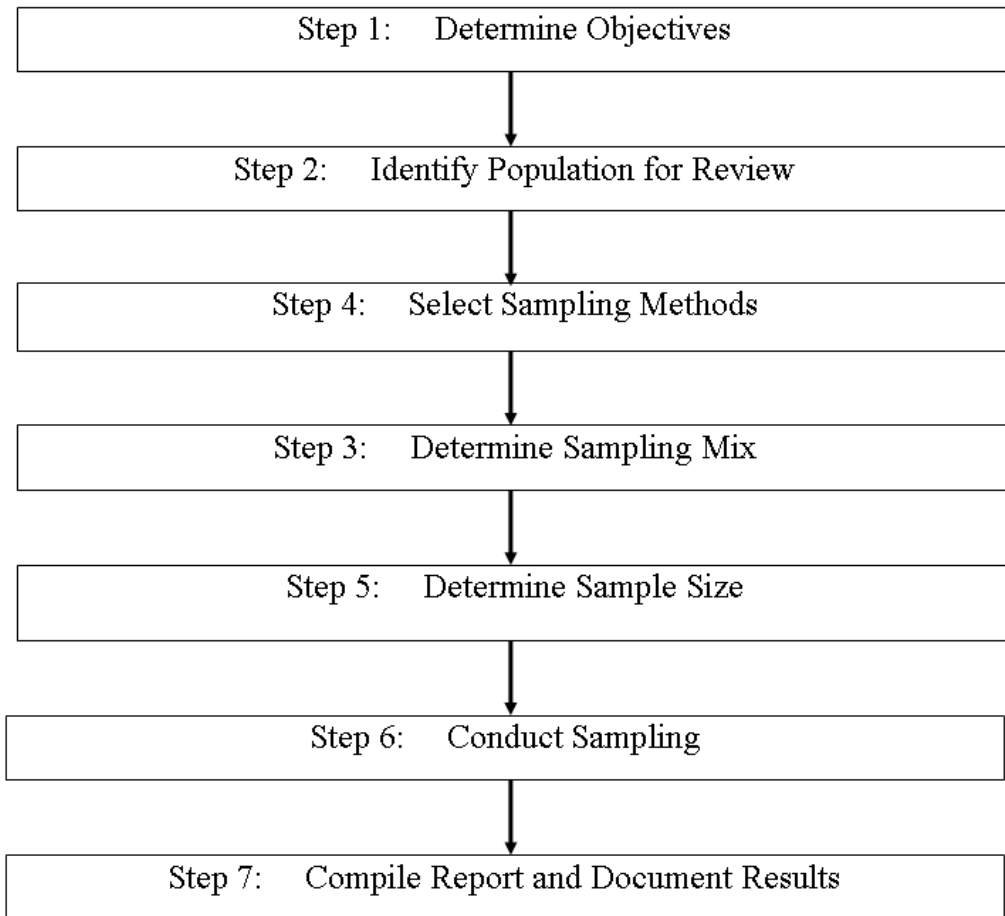 Step 1: Determine Objectives
Step 2: Identify Population for Review
Step 4: Select Sampling Methods
Step 3: Determine Sampling Mix
Step 5: Determine Sample Size
Step 6: Conduct Sampling
Step 7: Compile Report and Document Results